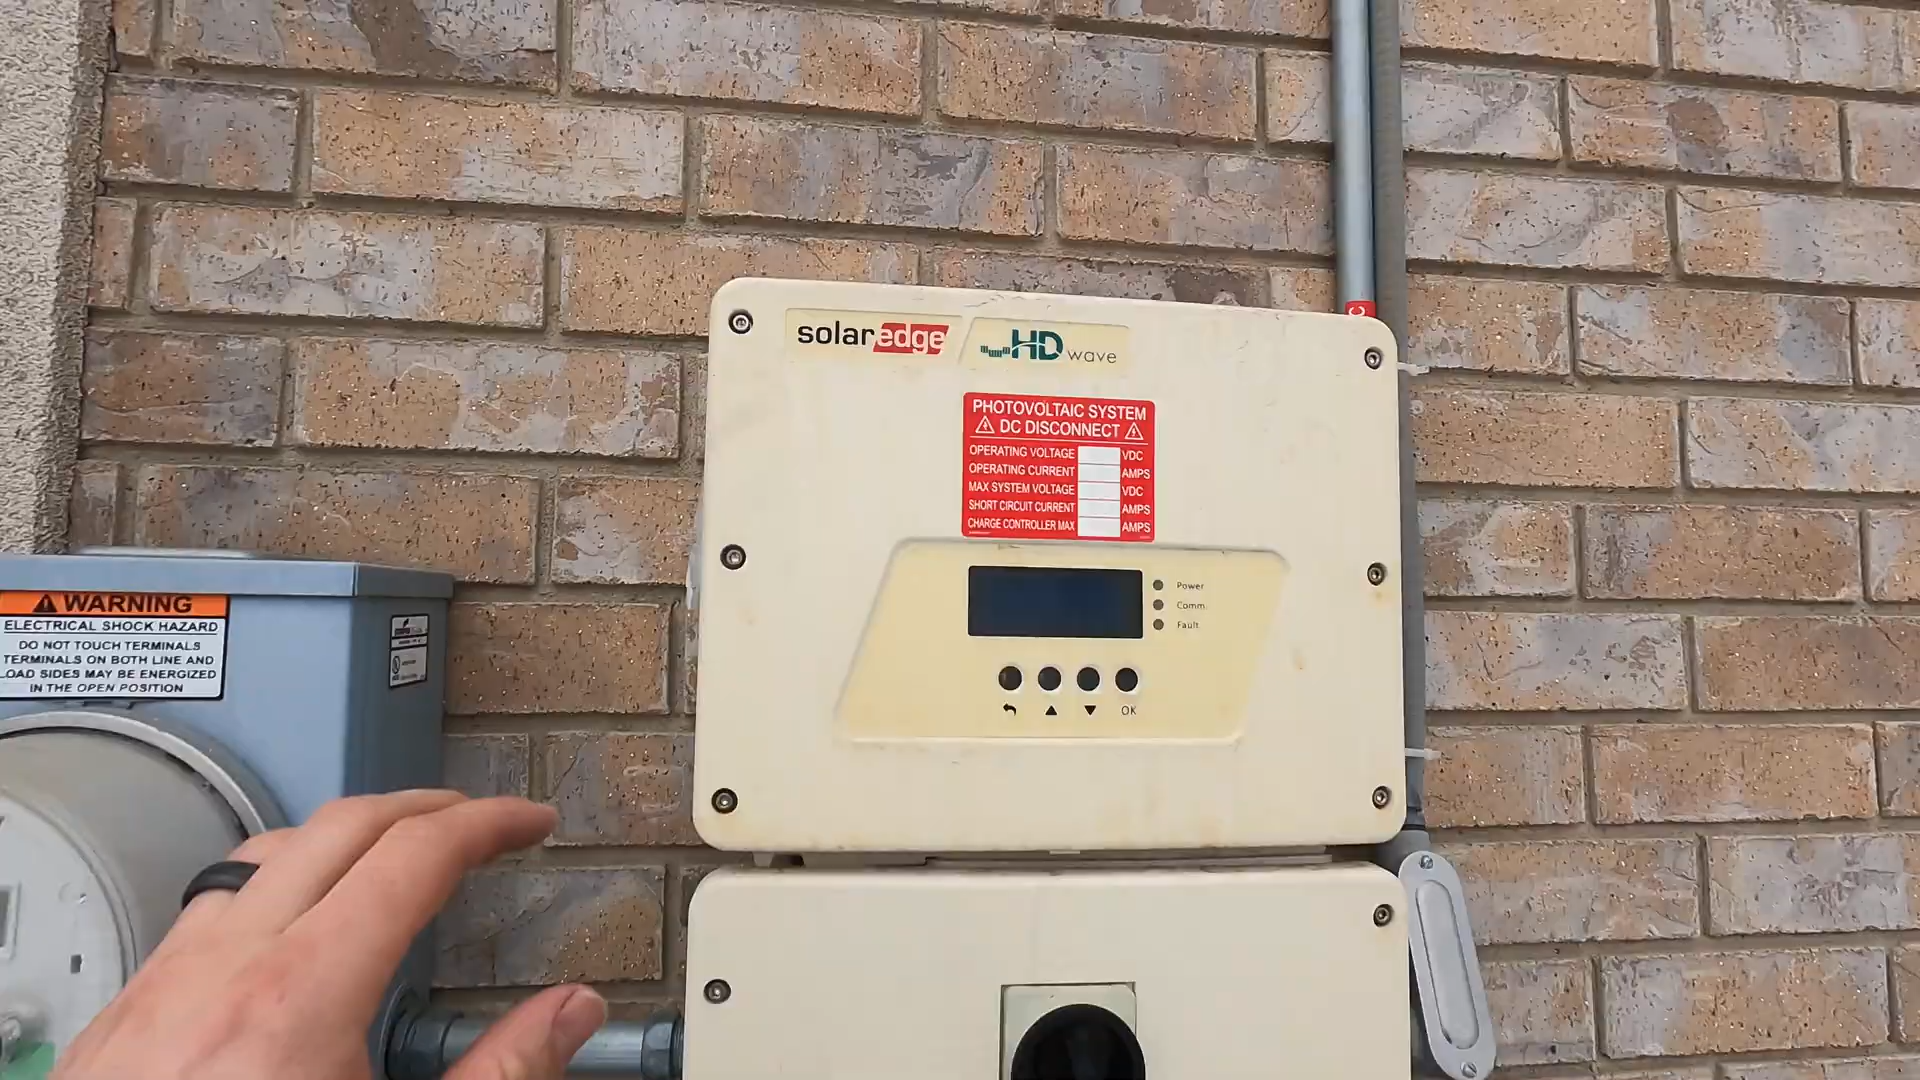 solaredge HD wave
PHOTOVOLTAIC SYSTEM
DC DISCONNECT
OPERATING VOLTAGE VDC
OPERATING CURRENT AMPS
MAX SYSTEM VOLTAGE VDC
SHORT CIRCUIT CURRENT AMPS
CHARGE CONTROLLER MAX AMPS
Power
Comm.
Fault
OK
WARNING
ELECTRICAL SHOCK HAZARD
DO NOT TOUCH TERMINALS
TERMINALS ON BOTH LINE AND
LOAD SIDES MAY BE ENERGIZED
IN THE OPEN POSITION